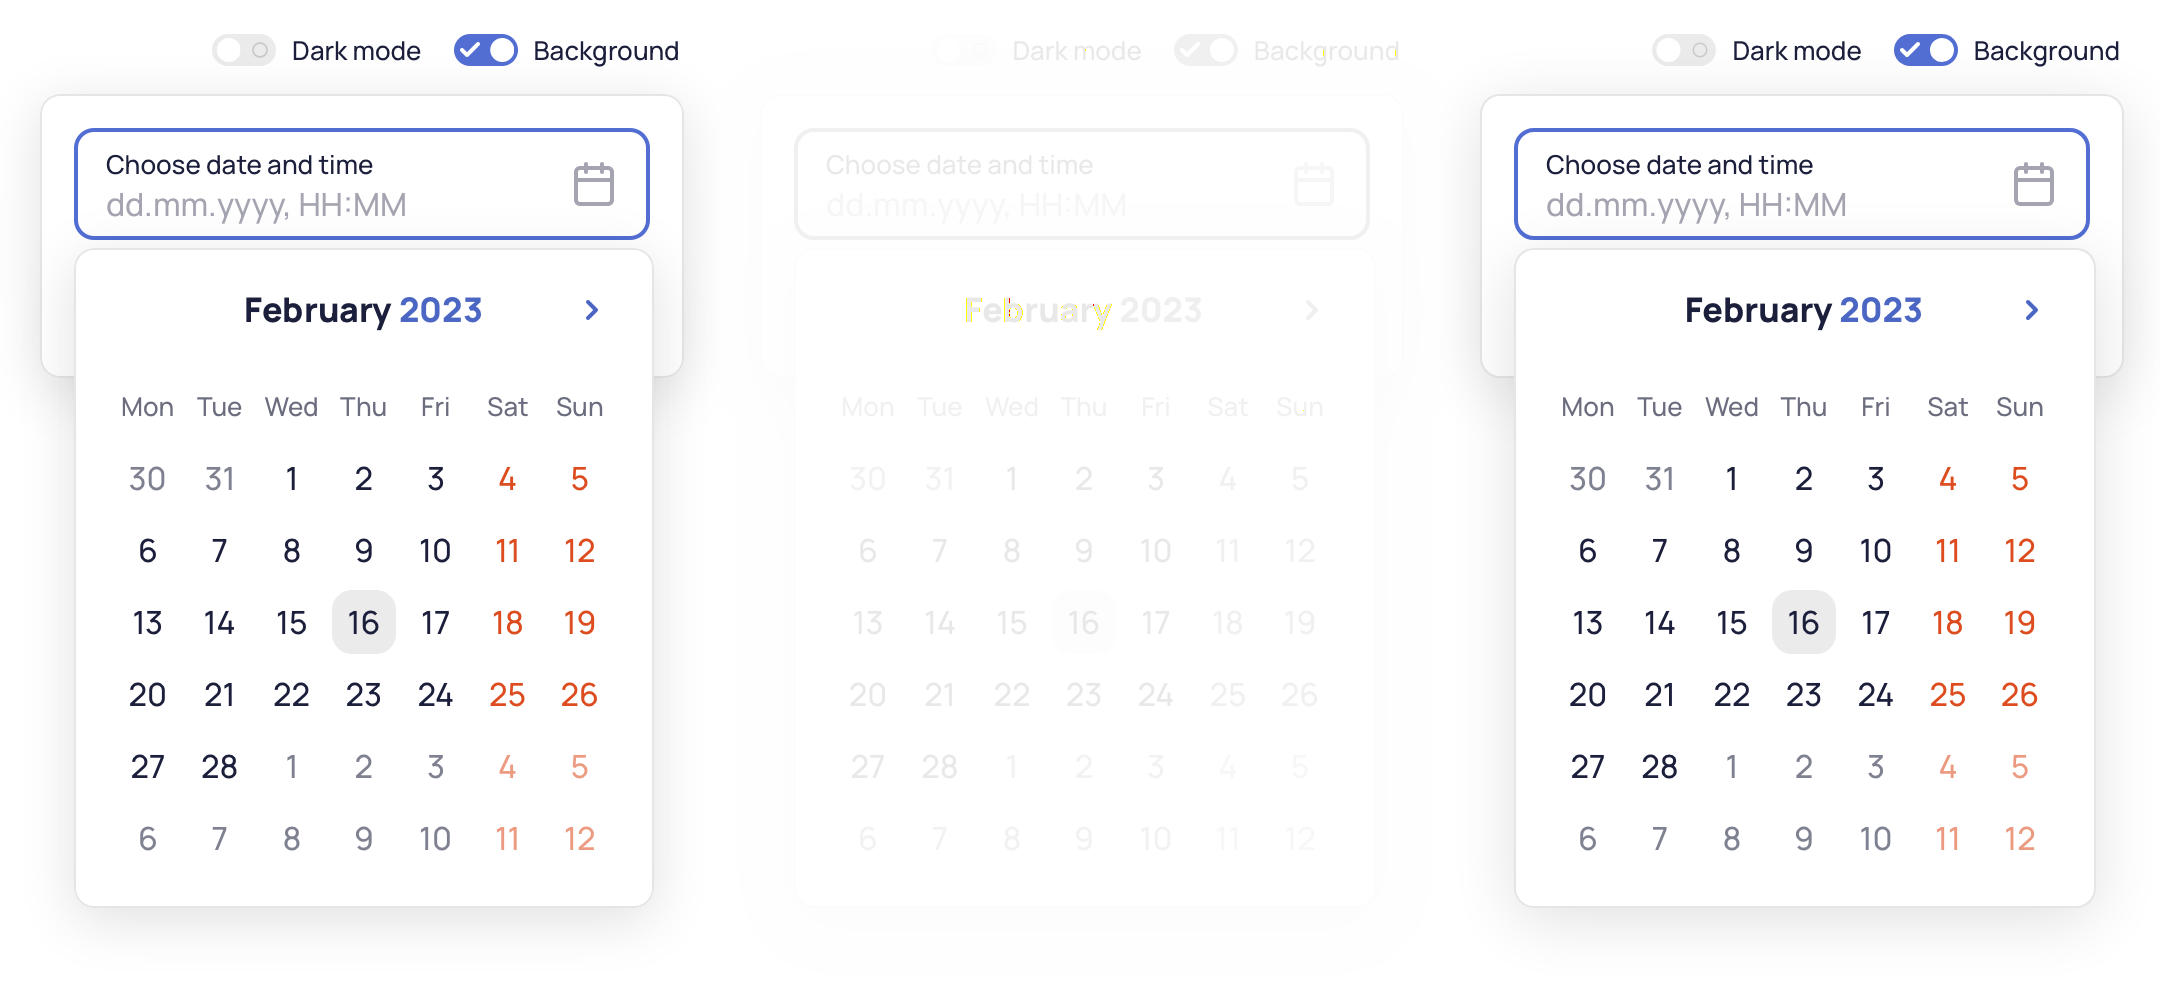 Dark mode Background
Choose date and time
dd.mm.yyyy, HH:MM
February 2023
Mon Tue Wed Thu Fri Sat Sun
30 31 1 2 3 4 5
6 7 8 9 10 11 12
13 14 15 16 17 18 19
20 21 22 23 24 25 26
27 28 1 2 3 4 5
6 7 8 9 10 11 12
Dark mode Background
Choose date and time
dd.mm.yyyy, HH:MM
February 2023
Mon Tue Wed Thu Fri Sat Sun
30 31 1 2 3 4 5
6 7 8 9 10 11 12
13 14 15 16 17 18 19
20 21 22 23 24 25 26
27 28 1 2 3 4 5
6 7 8 9 10 11 12
Dark mode Background
Choose date and time
dd.mm.yyyy, HH:MM
February 2023
Mon Tue Wed Thu Fri Sat Sun
30 31 1 2 3 4 5
6 7 8 9 10 11 12
13 14 15 16 17 18 19
20 21 22 23 24 25 26
27 28 1 2 3 4 5
6 7 8 9 10 11 12